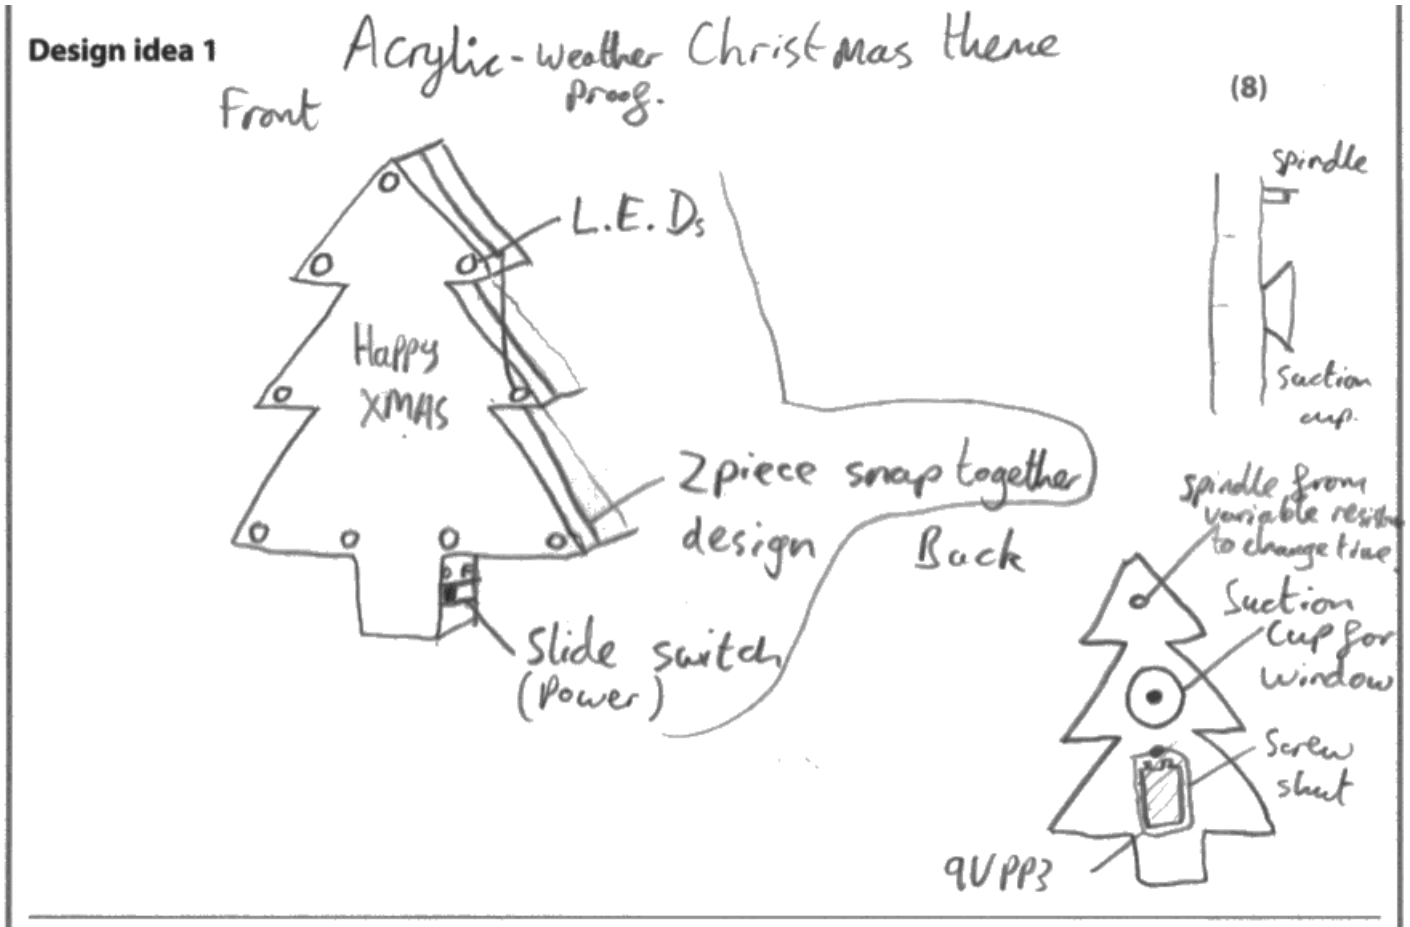 Design idea 1
Acrylic - weather proof. Christmas theme
(8)
Front
L.E.Ds
Happy
XMAS
2 piece snap together
design
Slide switch
(Power)
spindle
suction
cup.
Back
spindle from
variable resistor
to change time
Suction
Cup for
window
Screw
shut
9V PP3